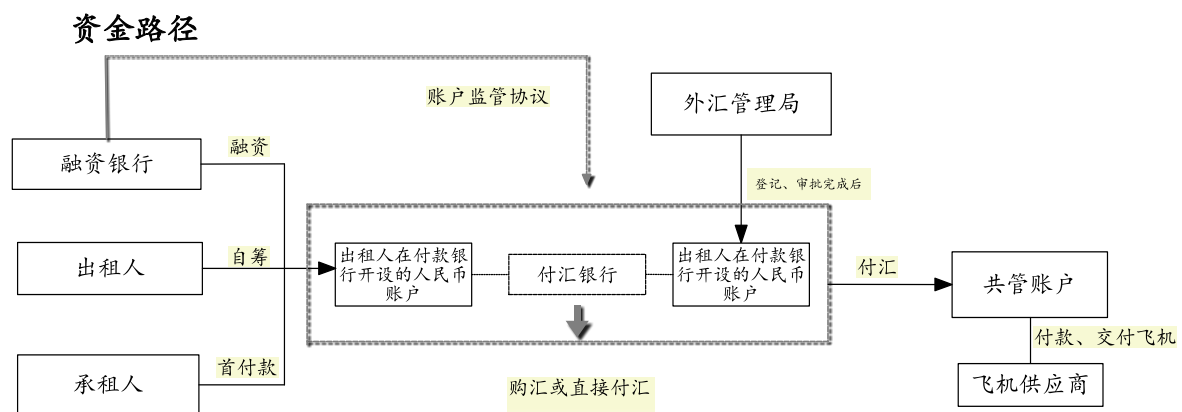 资金路径
账户监管协议
外汇管理局
融资银行
融资
登记、审批完成后
出租人
自筹
出租人在付款银
行开设的人民币
账户
付汇银行
出租人在付款银
行开设的人民币
账户
付汇
共管账户
付款、交付飞机
承租人
首付款
购汇或直接付汇
飞机供应商